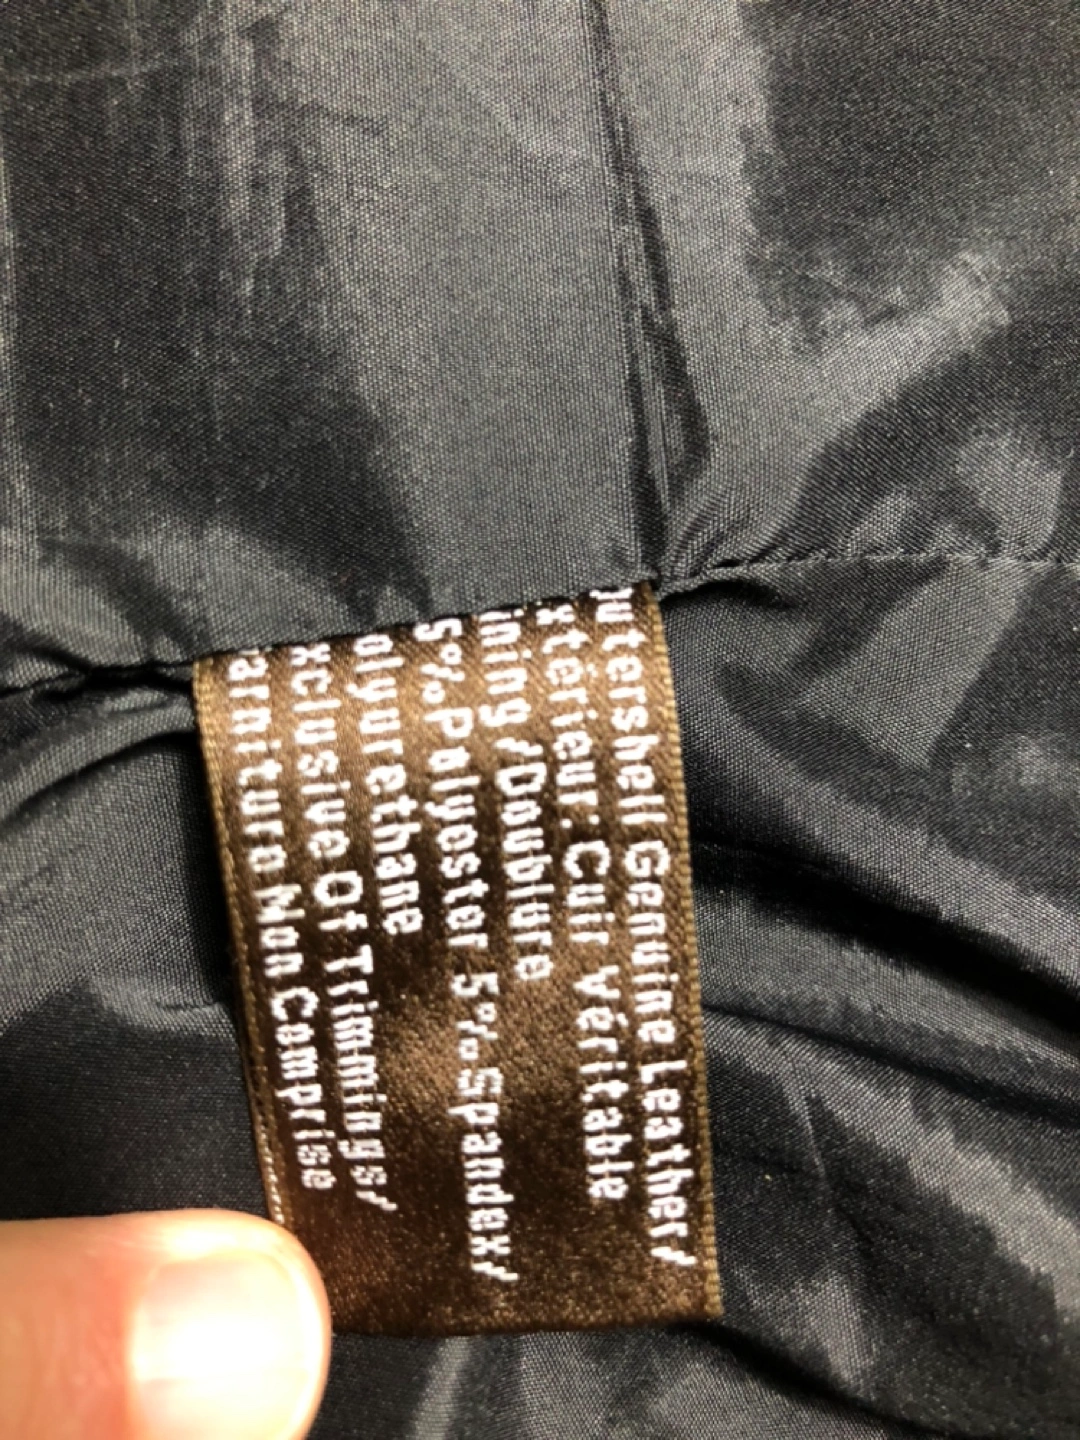 utershell Genuine Leather/
xtérieur.Cuir Véritable
ining/Doublure
5%Polyester 5%Spandex/
olyurethane
xclusive Of Trimmings/
arniture Non Comprise